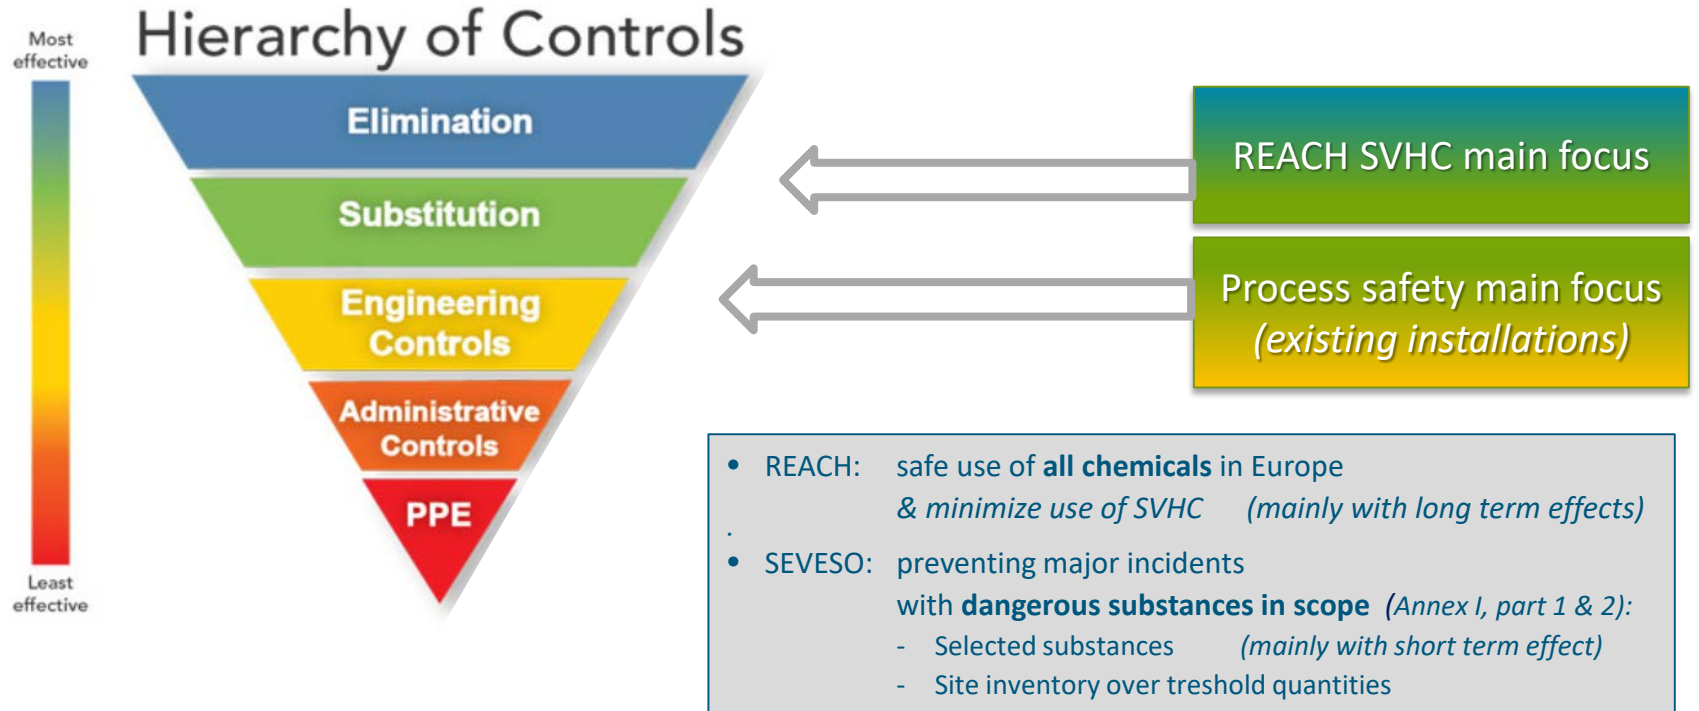 Hierarchy of Controls
Most
effective
Elimination
Substitution
Engineering
Controls
Administrative
Controls
PPE
Least
effective
REACH SVHC main focus
Process safety main focus
(existing installations)
• REACH: safe use of all chemicals in Europe
& minimize use of SVHC (mainly with long term effects)
.
• SEVESO: preventing major incidents
with dangerous substances in scope (Annex I, part 1 & 2):
- Selected substances (mainly with short term effect)
- Site inventory over treshold quantities